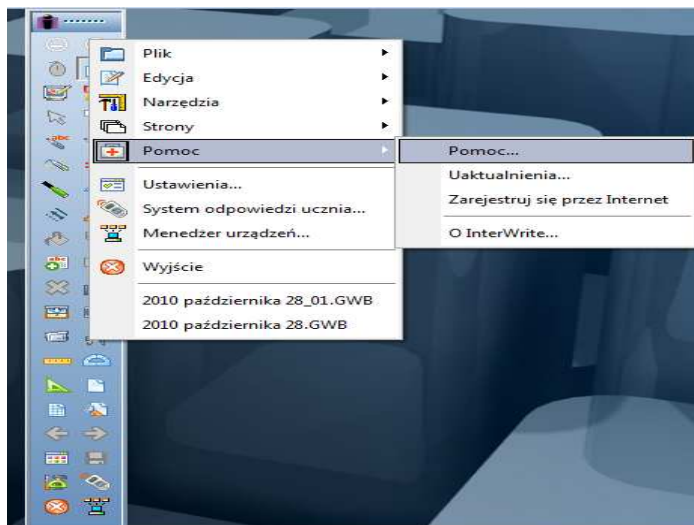 Plik
Edycja
Narzędzia
Strony
Pomoc
Ustawienia...
System odpowiedzi ucznia...
Menedżer urządzeń...
Wyjście
2010 października 28_01.GWB
2010 października 28.GWB
Pomoc...
Uaktualnienia...
Zarejestruj się przez Internet
O InterWrite...